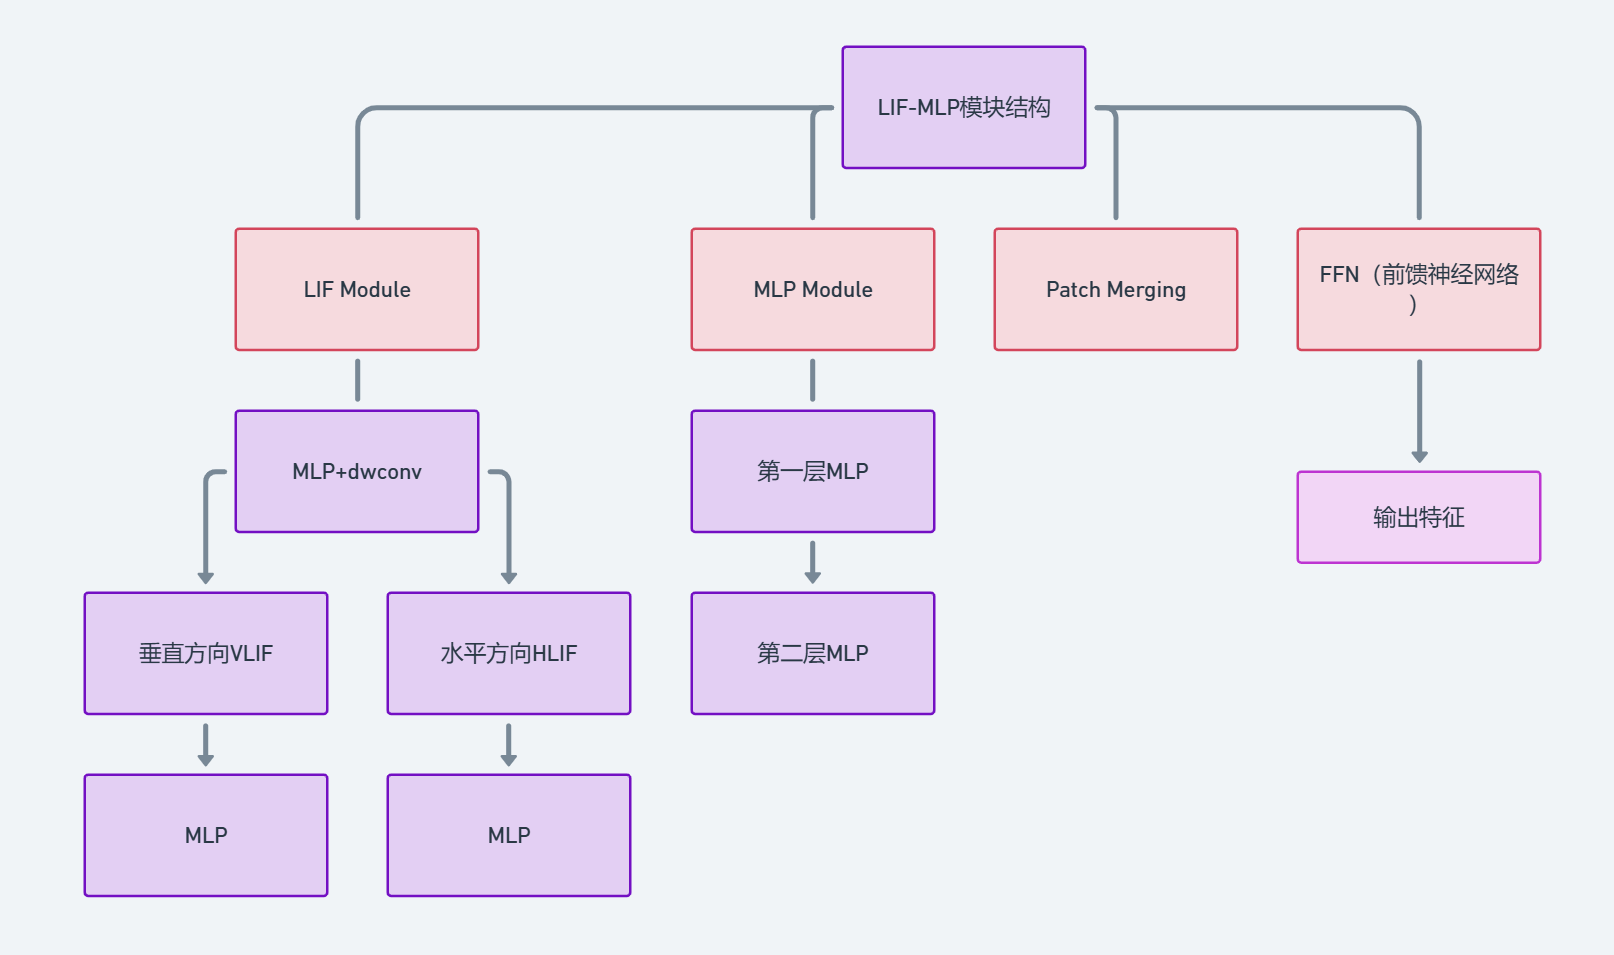 LIF-MLP模块结构
LIF Module
MLP Module
Patch Merging
FFN（前馈神经网络
）
MLP+dwconv
第一层MLP
输出特征
垂直方向VLIF
水平方向HLIF
第二层MLP
MLP
MLP